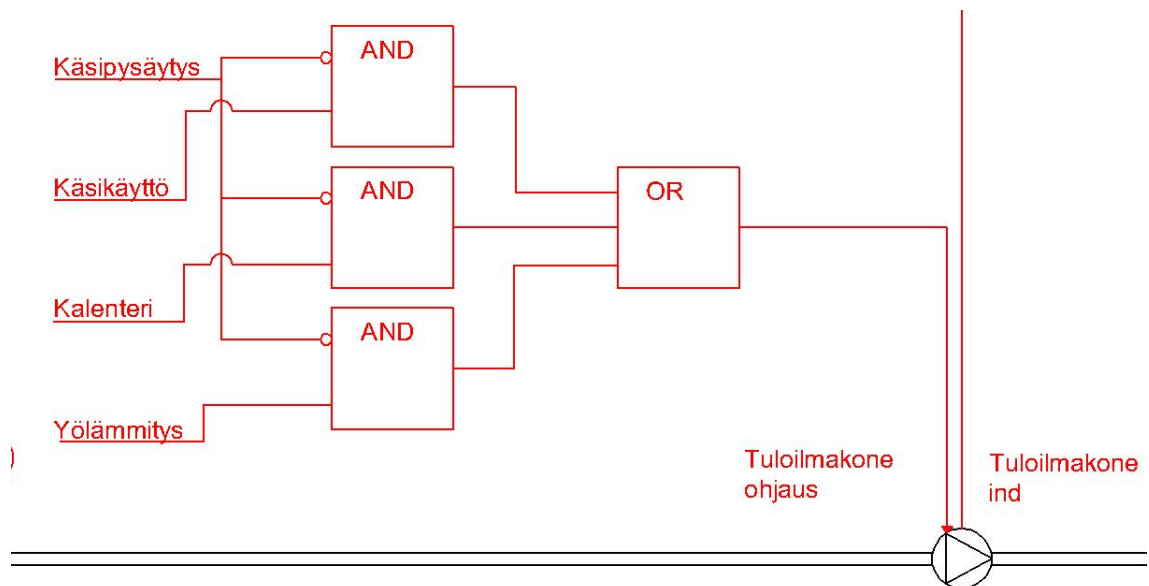 AND
Käsipysäytys
AND
Käsikäyttö
OR
Kalenteri
AND
Yölämmitys
Tuloilmakone
ohjaus
Tuloilmakone
ind